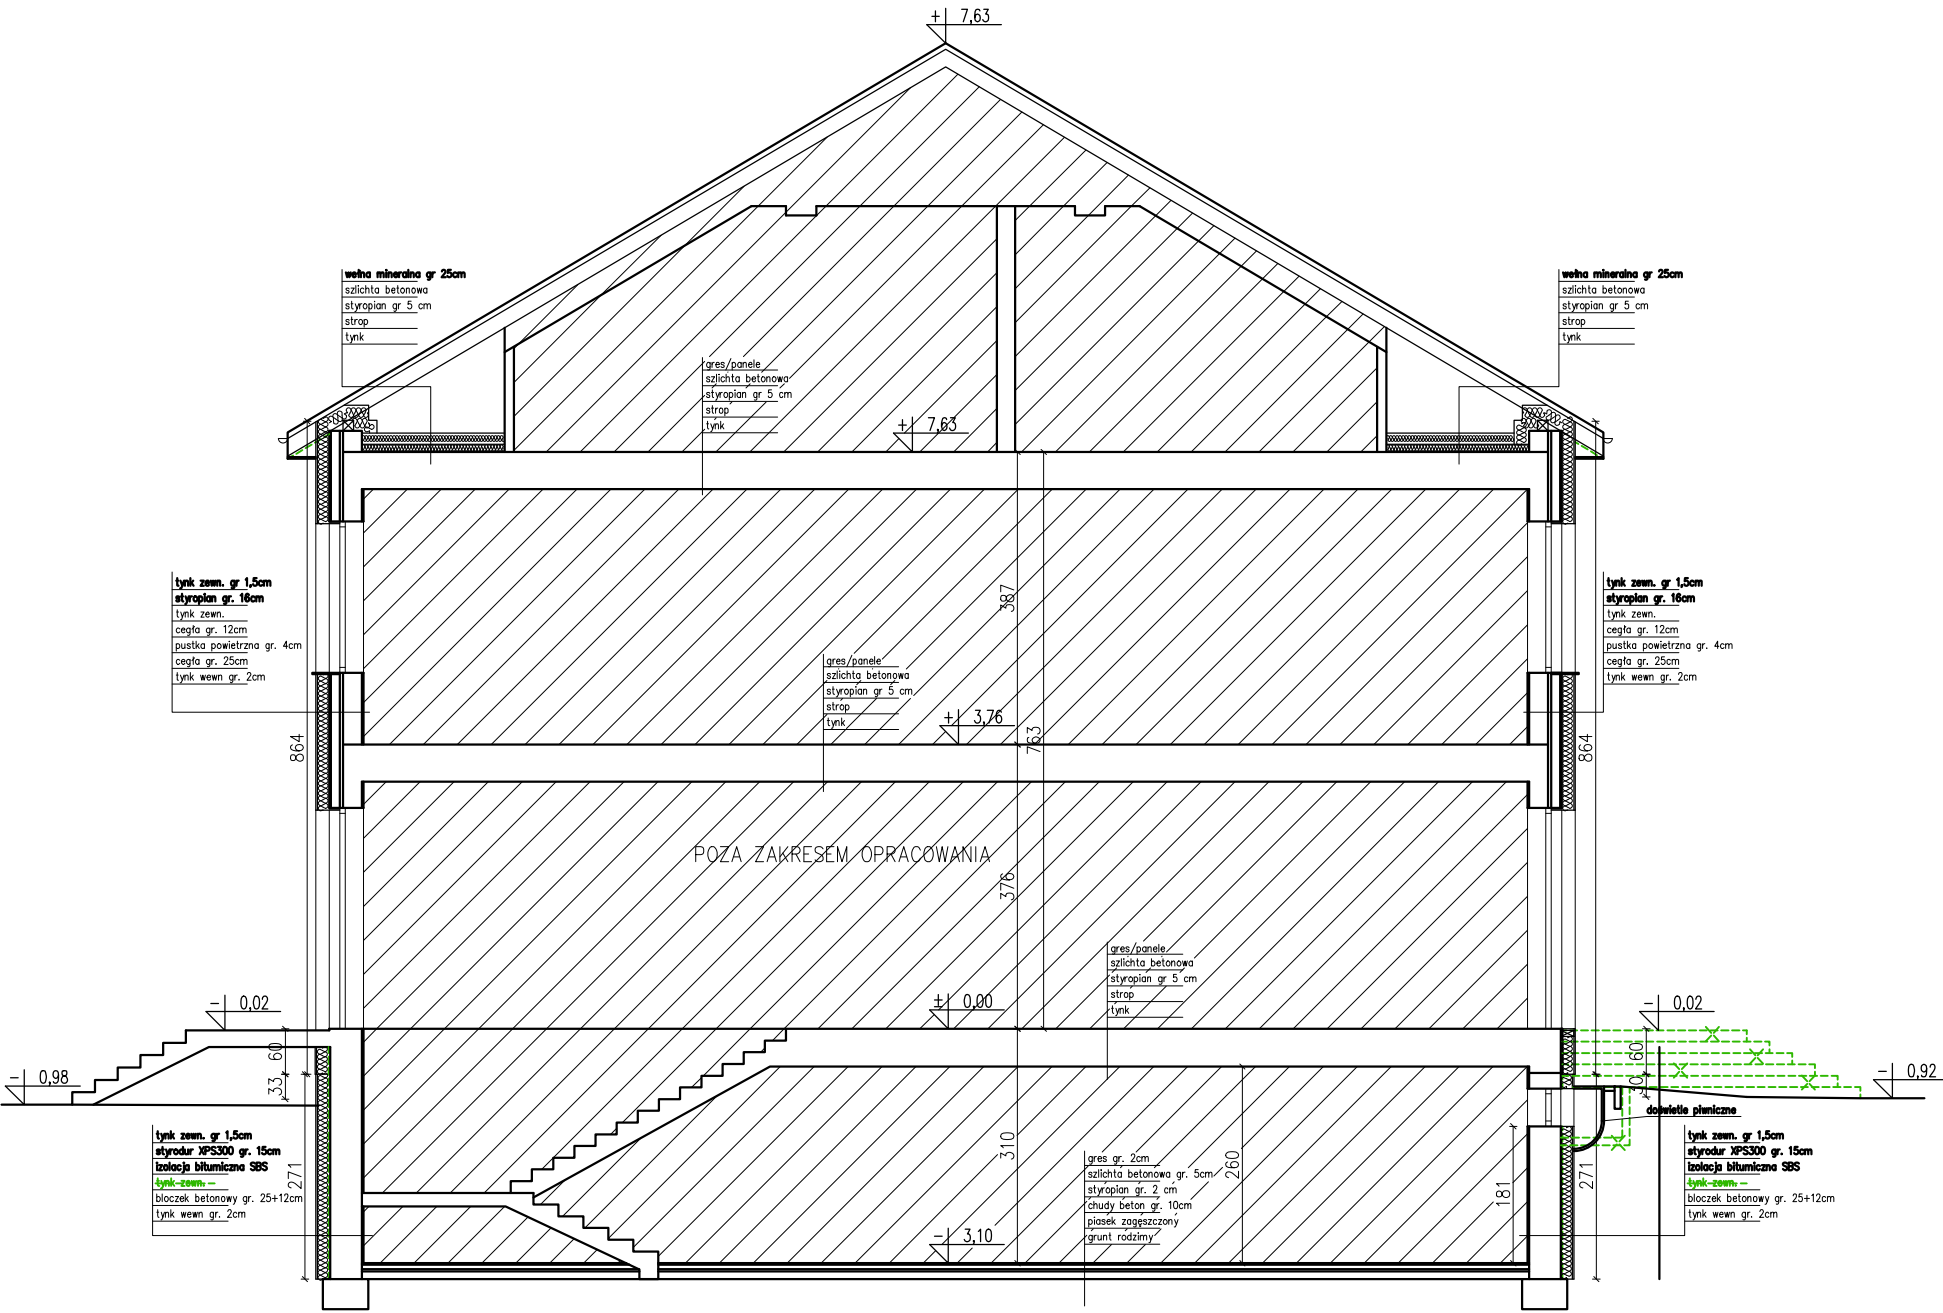 + 7,63
wełna mineralna gr 25cm
szlichta betonowa
styropian gr 5 cm
strop
tynk
wełna mineralna gr 25cm
szlichta betonowa
styropian gr 5 cm
strop
tynk
gres/panele
szlichta betonowa
styropian gr 5 cm
strop
tynk
+ 7,63
387
tynk zewn. gr 1,5cm
styropian gr. 16cm
tynk zewn.
cegła gr. 12cm
pustka powietrzna gr. 4cm
cegła gr. 25cm
tynk wewn gr. 2cm
tynk zewn. gr 1,5cm
styropian gr. 16cm
tynk zewn.
cegła gr. 12cm
pustka powietrzna gr. 4cm
cegła gr. 25cm
tynk wewn gr. 2cm
gres/panele
szlichta betonowa
styropian gr 5 cm
strop
tynk
+ 3,76
763
864
864
POZA ZAKRESEM OPRACOWANIA
376
gres/panele
szlichta betonowa
styropian gr 5 cm
strop
tynk
- 0,02
± 0,00
- 0,02
60
33
60
30
- 0,98
- 0,92
doświetle piwniczne
tynk zewn. gr 1,5cm
styrodur XPS300 gr. 15cm
izolacja bitumiczna SBS
tynk zewn.
bloczek betonowy gr. 25+12cm
tynk wewn gr. 2cm
271
310
260
gres gr. 2cm
szlichta betonowa gr. 5cm
styropian gr. 2 cm
chudy beton gr. 10cm
piasek zagęszczony
grunt rodzimy
181
271
tynk zewn. gr 1,5cm
styrodur XPS300 gr. 15cm
izolacja bitumiczna SBS
tynk zewn.
bloczek betonowy gr. 25+12cm
tynk wewn gr. 2cm
- 3,10